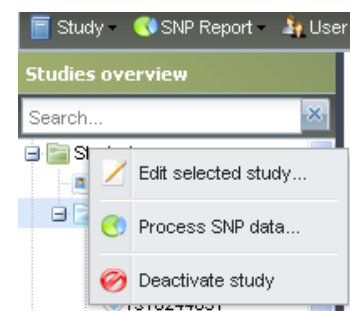 Study SNP Report User
Studies overview
Search...
Edit selected study...
Process SNP data...
Deactivate study